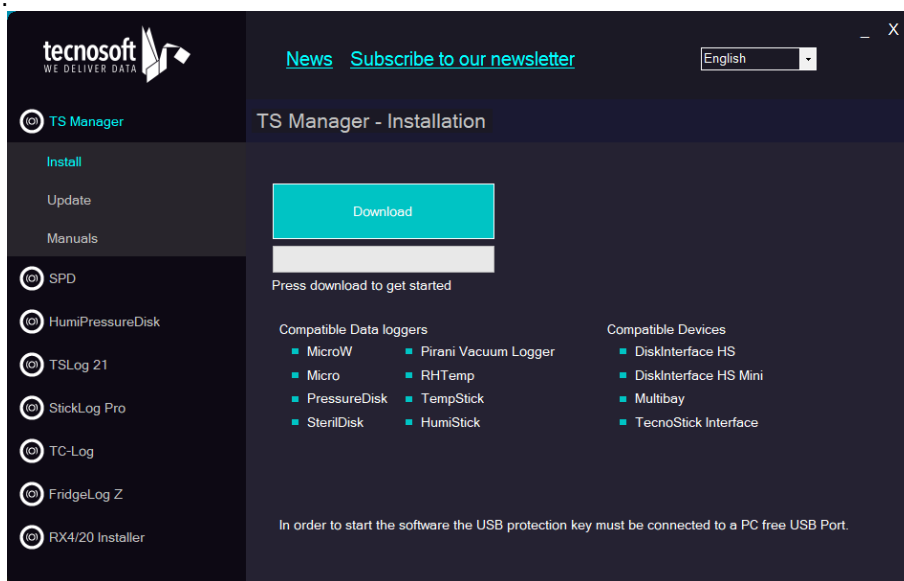 .
tecnosoft
WE DELIVER DATA
News Subscribe to our newsletter
English
_ X
TS Manager
Install
Update
Manuals
SPD
HumiPressureDisk
TSLog 21
StickLog Pro
TC-Log
FridgeLog Z
RX4/20 Installer
TS Manager - Installation
Download
Press download to get started
Compatible Data loggers
MicroW
Micro
PressureDisk
SterilDisk
Pirani Vacuum Logger
RHTemp
TempStick
HumiStick
Compatible Devices
DiskInterface HS
DiskInterface HS Mini
Multibay
TecnoStick Interface
In order to start the software the USB protection key must be connected to a PC free USB Port.